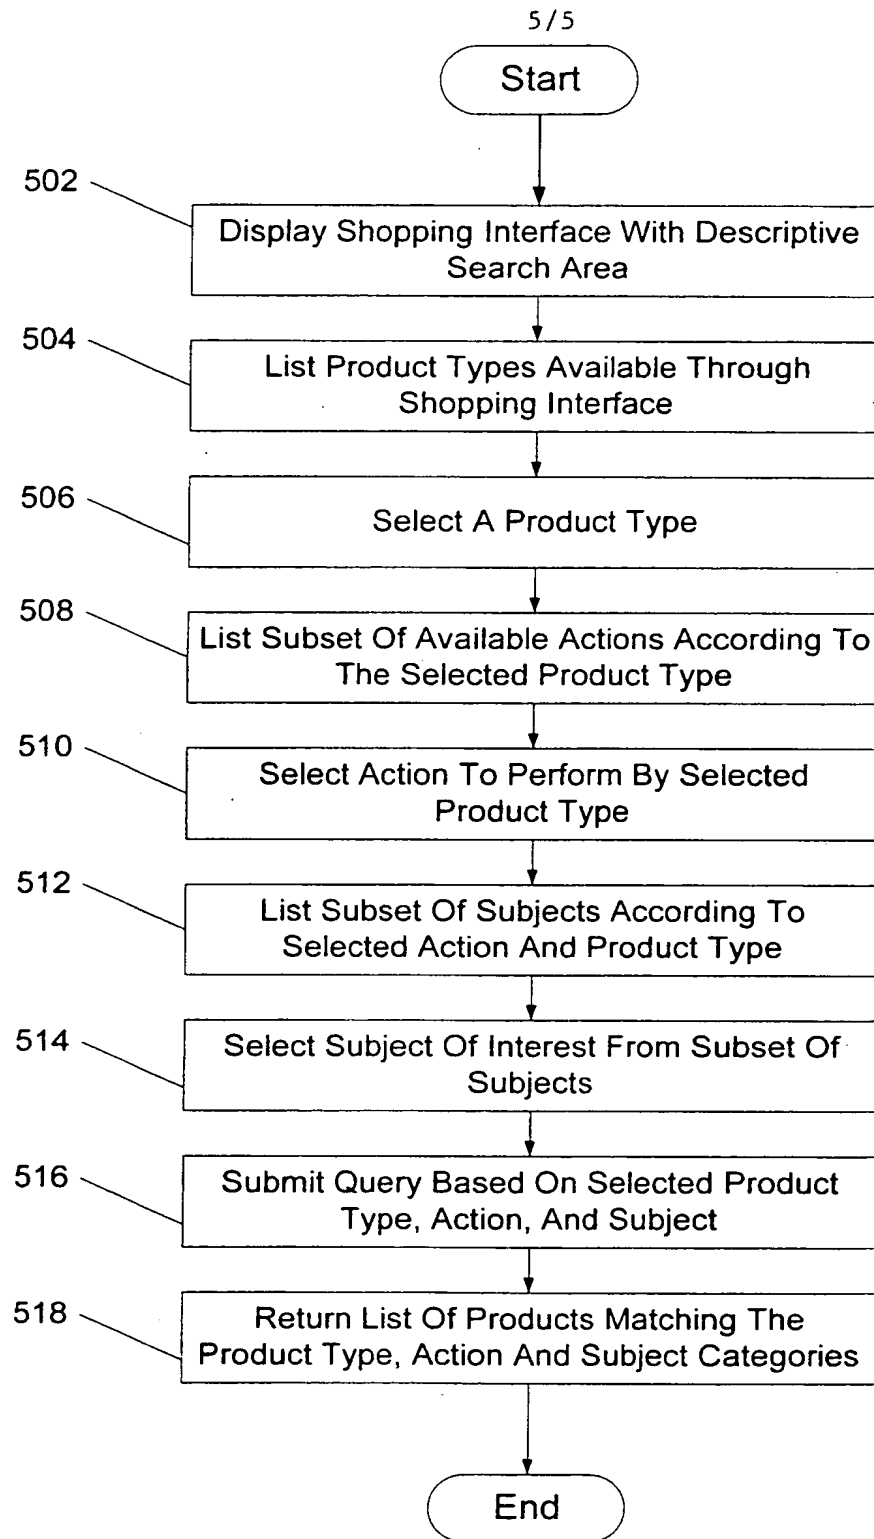 5/5
Start
502
Display Shopping Interface With Descriptive
Search Area
504
List Product Types Available Through
Shopping Interface
506
Select A Product Type
508
List Subset Of Available Actions According To
The Selected Product Type
510
Select Action To Perform By Selected
Product Type
512
List Subset Of Subjects According To
Selected Action And Product Type
514
Select Subject Of Interest From Subset Of
Subjects
516
Submit Query Based On Selected Product
Type, Action, And Subject
518
Return List Of Products Matching The
Product Type, Action And Subject Categories
End